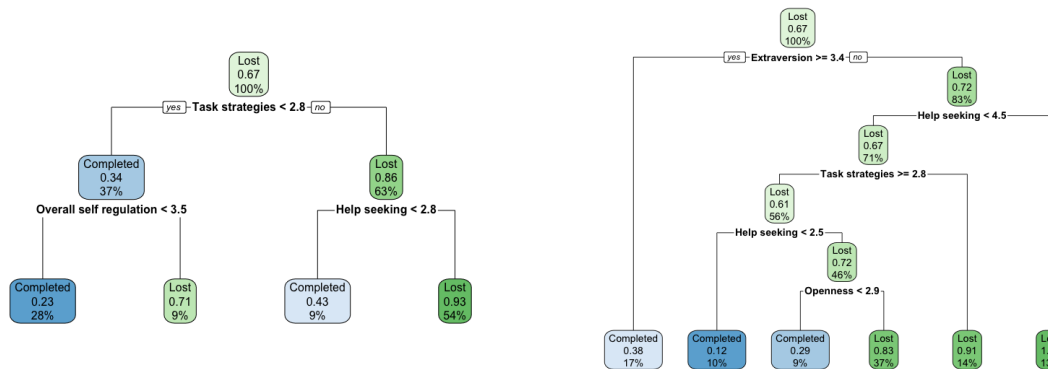 Lost
0.67
100%
yes Task strategies < 2.8 no
Completed
0.34
37%
Lost
0.86
63%
Overall self regulation < 3.5
Help seeking < 2.8
Completed
0.23
28%
Lost
0.71
9%
Completed
0.43
9%
Lost
0.93
54%
Lost
0.67
100%
yes Extraversion >= 3.4 no
Lost
0.72
83%
Help seeking < 4.5
Lost
0.67
71%
Task strategies >= 2.8
Lost
0.61
56%
Help seeking < 2.5
Lost
0.72
46%
Openness < 2.9
Completed
0.38
17%
Completed
0.12
10%
Completed
0.29
9%
Lost
0.83
37%
Lost
0.91
14%